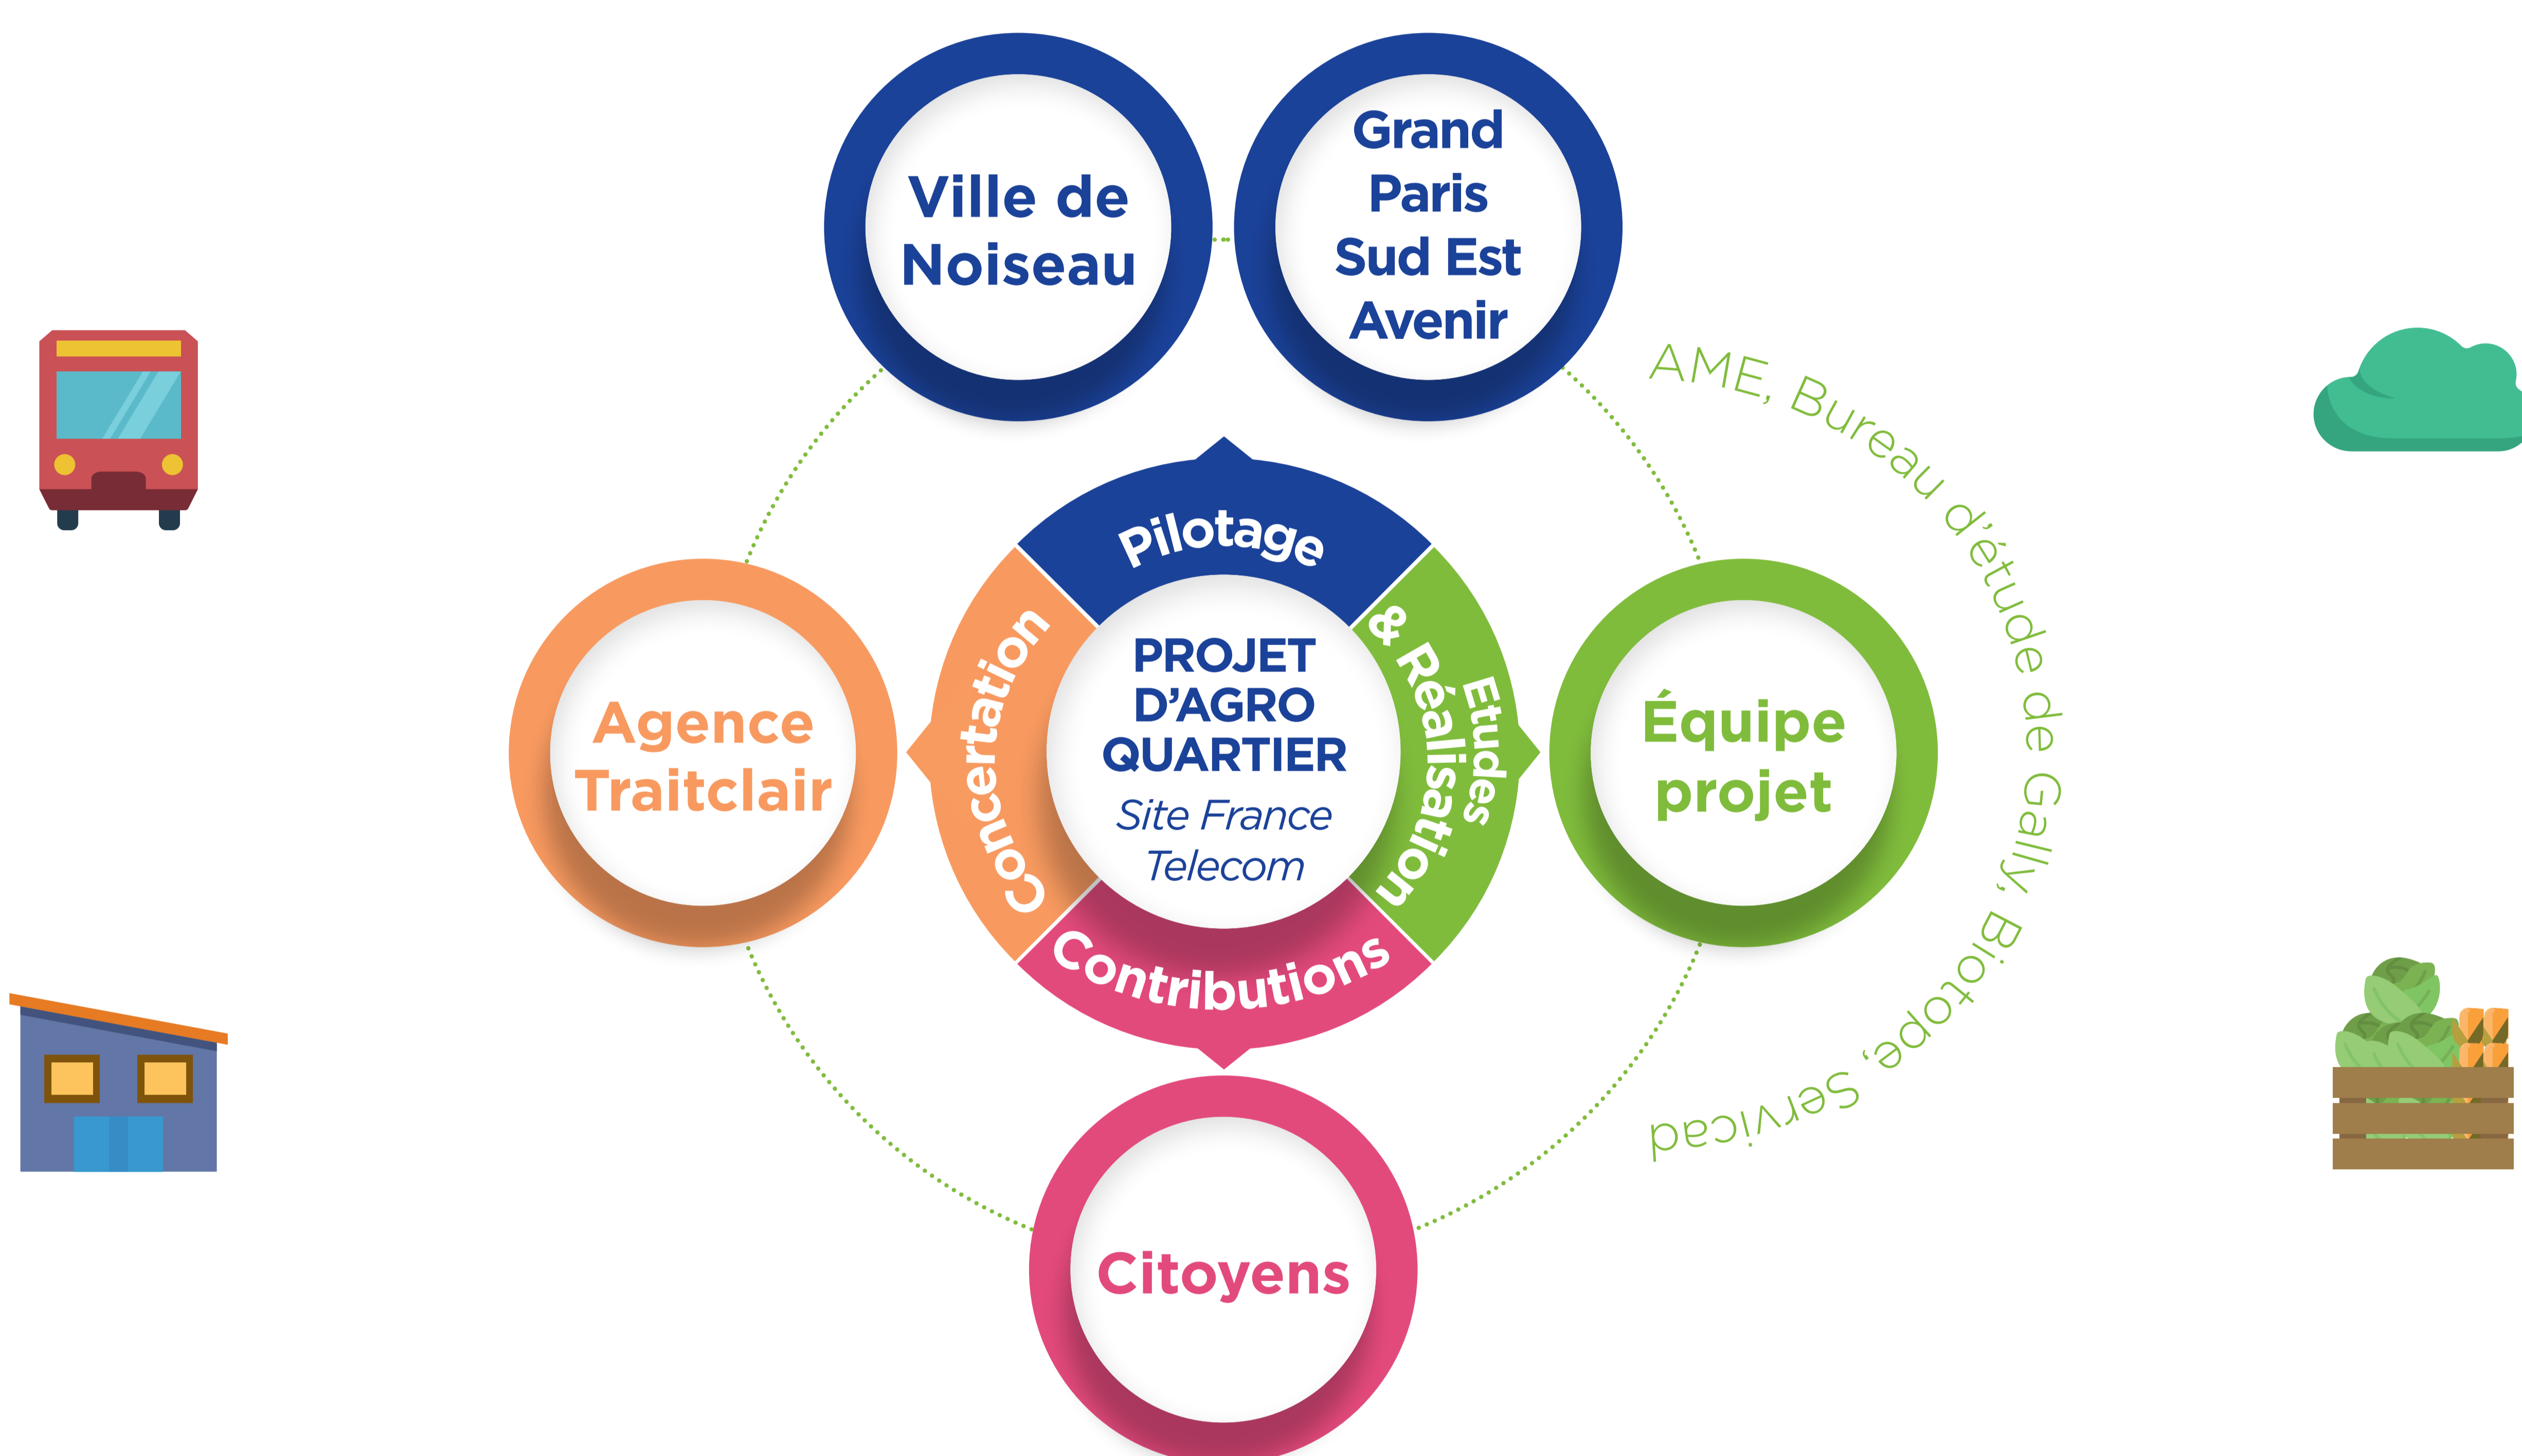 Ville de
Noiseau
Grand
Paris
Sud Est
Avenir
AME, Bureau d'étude de Gally, Biotope, Servicad
Pilotage
Concertation
Etudes
& Réalisation
Contributions
PROJET
D'AGRO
QUARTIER
Site France
Telecom
Agence
Traitclair
Équipe
projet
Citoyens